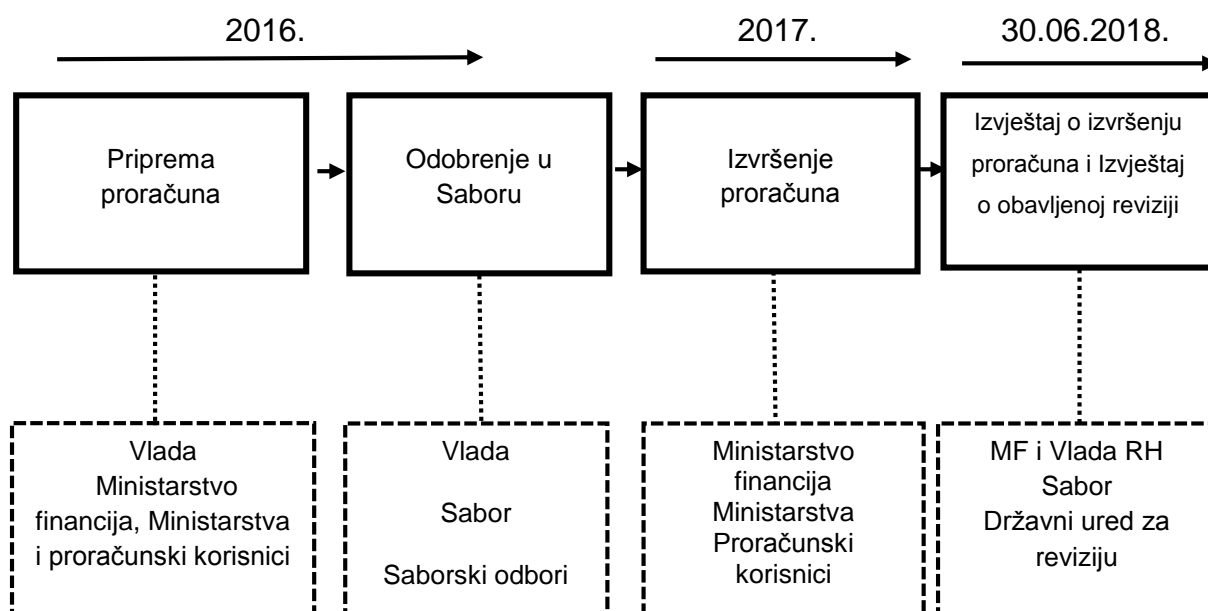 2016.
2017.
30.06.2018.
Priprema
proračuna
Odobrenje u
Saboru
Izvršenje
proračuna
Izvještaj o izvršenju
proračuna i Izvještaj
o obavljenoj reviziji
Vlada
Ministarstvo
financija, Ministarstva
i proračunski korisnici
Vlada
Sabor
Saborski odbori
Ministarstvo
financija
Ministarstva
Proračunski
korisnici
MF i Vlada RH
Sabor
Državni ured za
reviziju